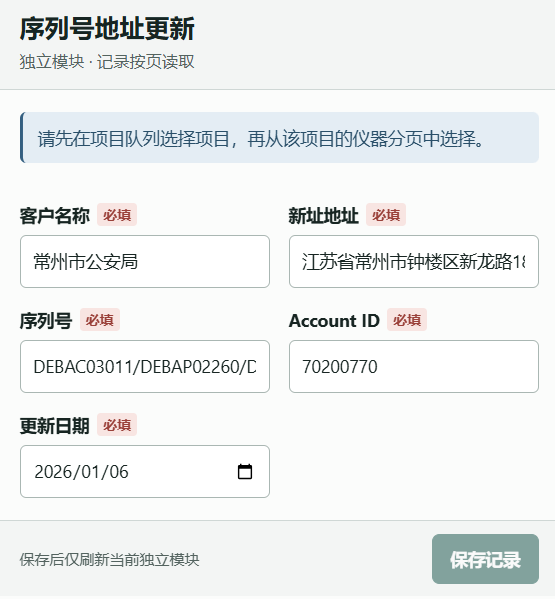 序列号地址更新
独立模块 · 记录按页读取
请先在项目队列选择项目，再从该项目的仪器分页中选择。
客户名称 必填 新址地址 必填
常州市公安局 江苏省常州市钟楼区新龙路18
序列号 必填 Account ID 必填
DEBAC03011/DEBAP02260/D 70200770
更新日期 必填
2026/01/06
保存后仅刷新当前独立模块 保存记录